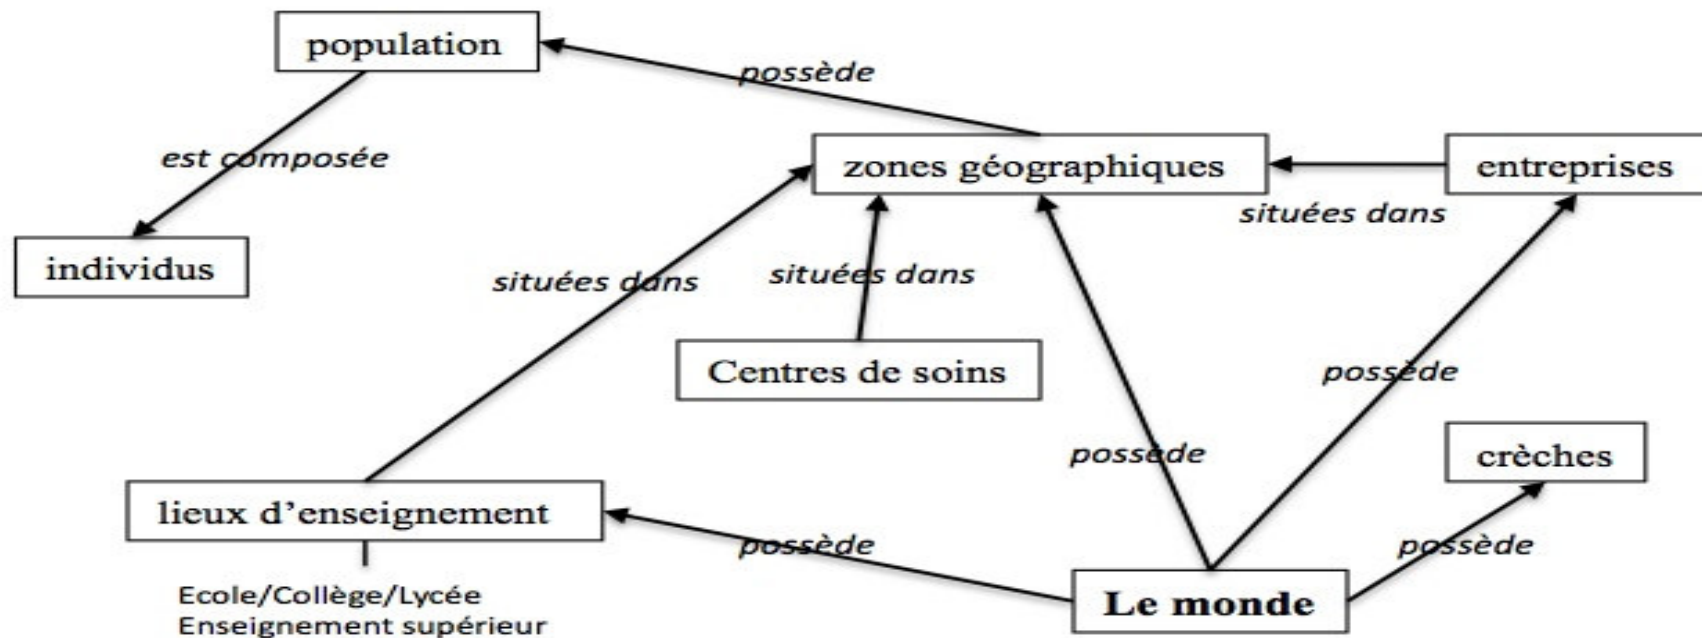 population
possède
zones géographiques
entreprises
est composée
situées dans
individus
situées dans
situées dans
Centres de soins
possède
possède
crèches
lieux d'enseignement
possède
possède
Ecole/Collège/Lycée
Enseignement supérieur
Le monde